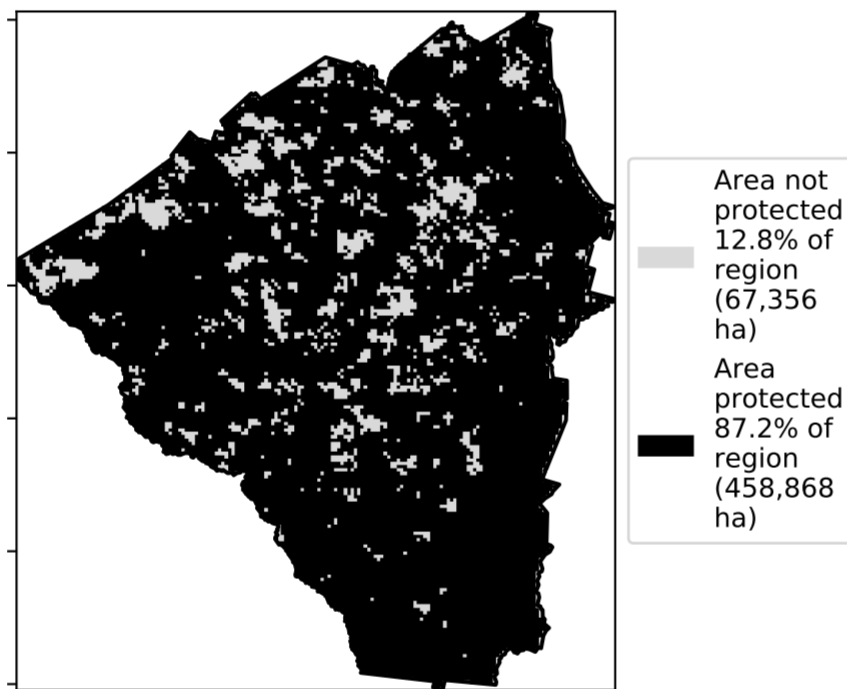 Area not
protected
12.8% of
region
(67,356
ha)
Area
protected
87.2% of
region
(458,868
ha)